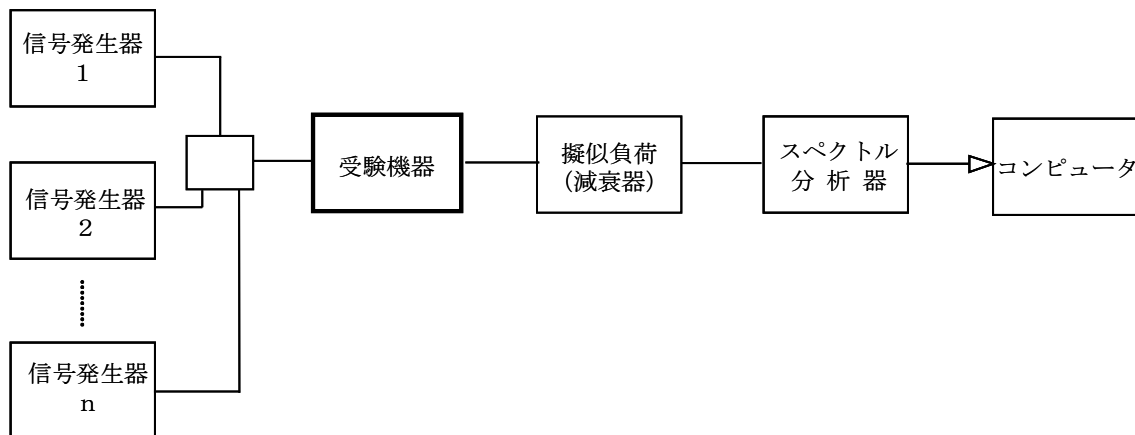 信号発生器
1
信号発生器
2
信号発生器
n
受験機器
擬似負荷
(減衰器)
スペクトル
分 析 器
コンピュータ